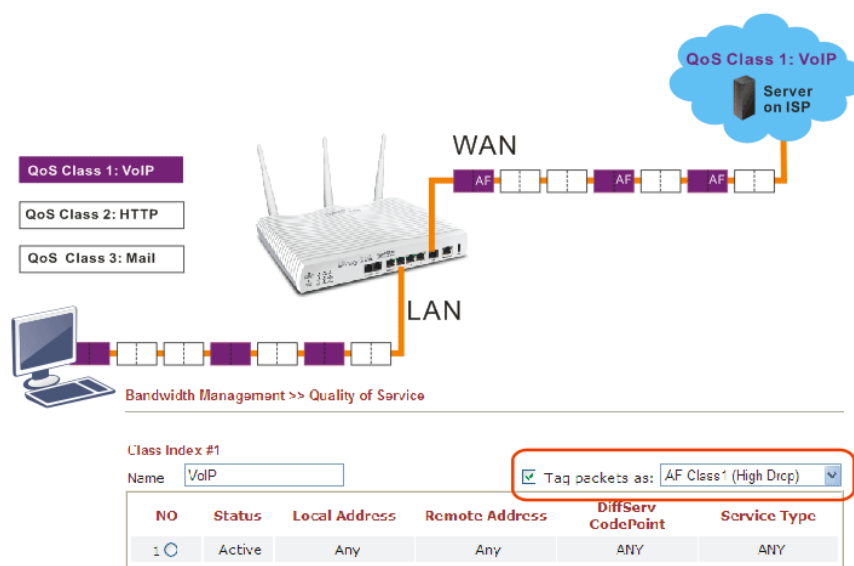 QoS Class 1: VoIP
Server
on ISP
WAN
QoS Class 1: VoIP
AF
AF
AF
QoS Class 2: HTTP
QoS Class 3: Mail
LAN
Bandwidth Management >> Quality of Service
Class Index #1
Name VoIP
Tag packets as: AF Class1 (High Drop)
NO Status Local Address Remote Address DiffServ CodePoint Service Type
1 Active Any Any ANY ANY